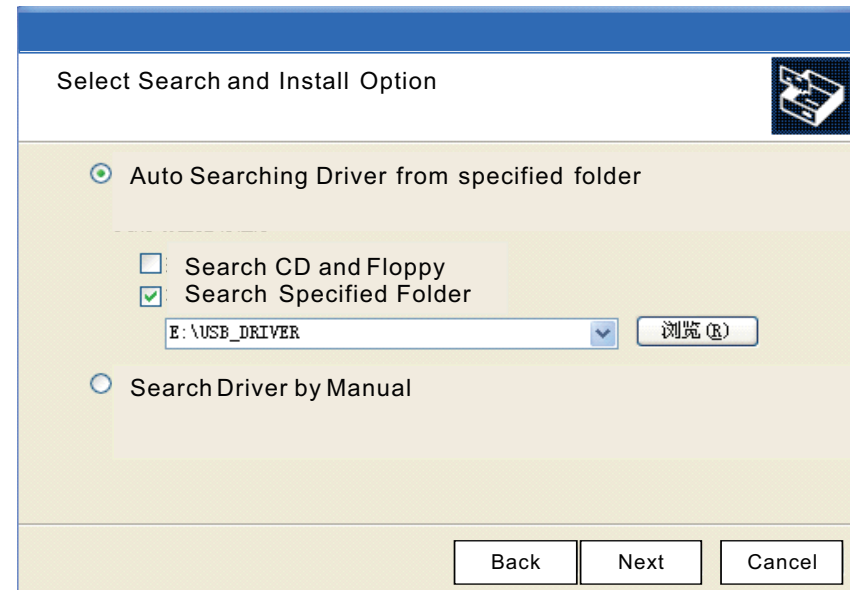 Select Search and Install Option
Auto Searching Driver from specified folder
Search CD and Floppy
Search Specified Folder
E:\USB_DRIVER
浏览(R)
Search Driver by Manual
Back
Next
Cancel